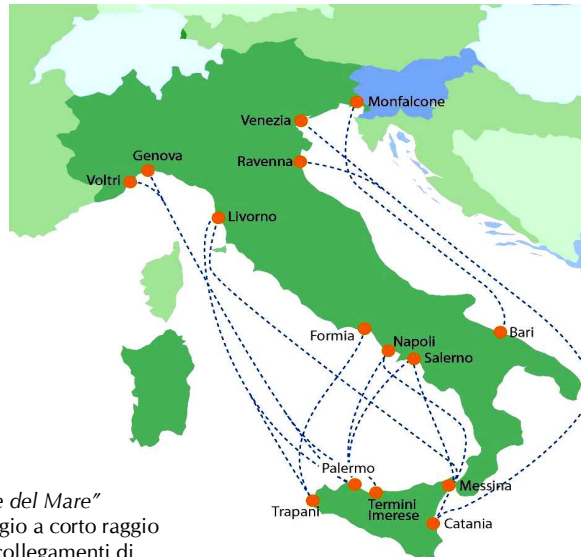 Monfalcone
Venezia
Genova
Ravenna
Voltri
Livorno
Formia
Napoli
Bari
Salerno
Palermo
Messina
Termini
Imerese
Trapani
Catania
e del Mare"
gio a corto raggio
collegamenti di